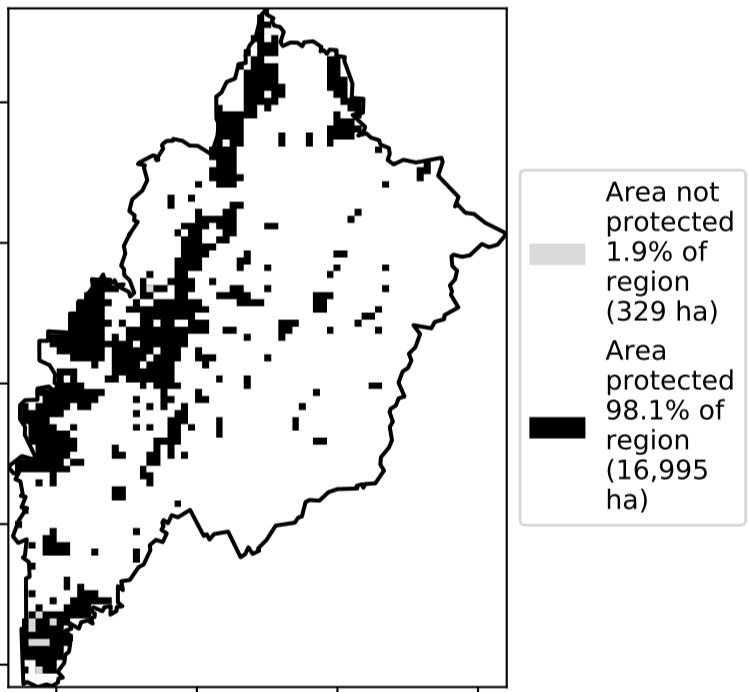 Area not
protected
1.9% of
region
(329 ha)
Area
protected
98.1% of
region
(16,995
ha)